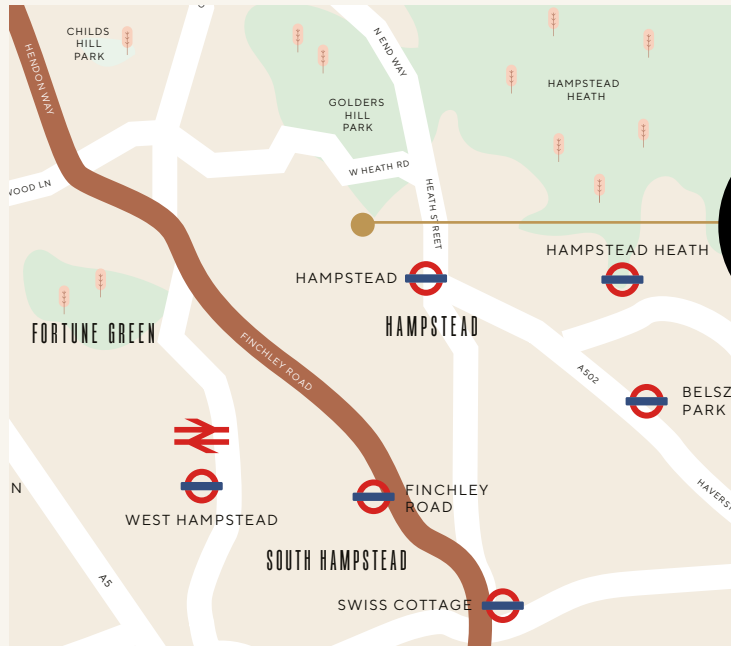 CHILDS
HILL
PARK
HENDON WAY
N END WAY
HAMPSTEAD
HEATH
GOLDERS
HILL
PARK
W HEATH RD
WOOD LN
HEATH STREET
HAMPSTEAD HEATH
HAMPSTEAD
HAMPSTEAD
FORTUNE GREEN
FINCHLEY ROAD
A502
BELSZ
PARK
N
WEST HAMPSTEAD
FINCHLEY
ROAD
HAVERST
SOUTH HAMPSTEAD
A5
SWISS COTTAGE